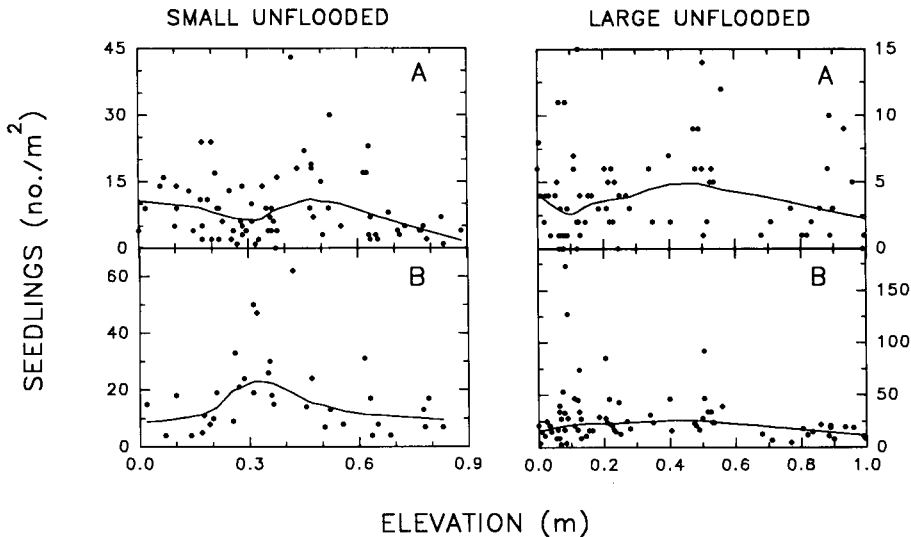 SMALL UNFLOODED
LARGE UNFLOODED
SEEDLINGS (no./m²)
45
30
15
0
A
A
15
10
5
0
60
40
20
0
B
B
150
100
50
0
0.0 0.3 0.6 0.9
0.0 0.2 0.4 0.6 0.8 1.0
ELEVATION (m)